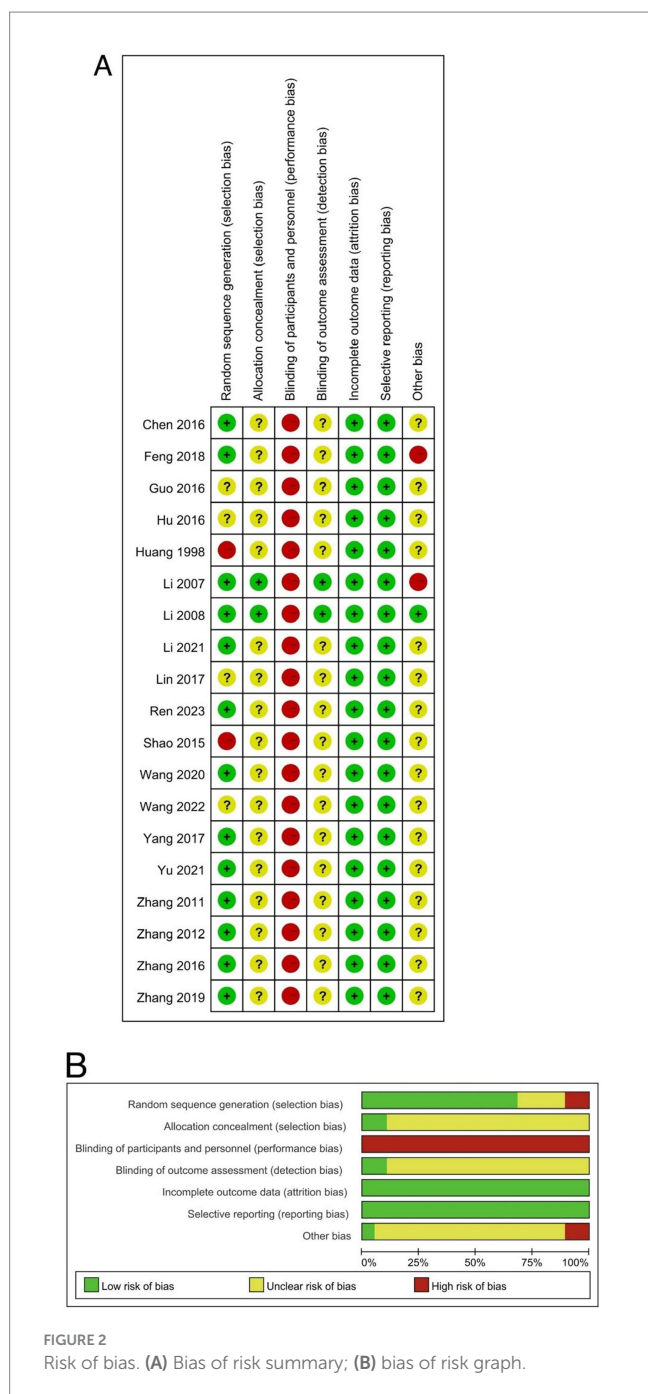 A
Random sequence generation (selection bias)
Allocation concealment (selection bias)
Blinding of participants and personnel (performance bias)
Blinding of outcome assessment (detection bias)
Incomplete outcome data (attrition bias)
Selective reporting (reporting bias)
Other bias
Chen 2016 + ? ? + + ?
Feng 2018 + ? ? + +
Guo 2016 ? ? ? + + ?
Hu 2016 ? ? ? + + ?
Huang 1998 ? ? + + ?
Li 2007 + + + + +
Li 2008 + + + + + +
Li 2021 + ? ? + + ?
Lin 2017 ? ? ? + + ?
Ren 2023 + ? ? + + ?
Shao 2015 ? ? + + ?
Wang 2020 + ? ? + + ?
Wang 2022 ? ? ? + + ?
Yang 2017 + ? ? + + ?
Yu 2021 + ? ? + + ?
Zhang 2011 + ? ? + + ?
Zhang 2012 + ? ? + + ?
Zhang 2016 + ? ? + + ?
Zhang 2019 + ? ? + + ?
B
Random sequence generation (selection bias)
Allocation concealment (selection bias)
Blinding of participants and personnel (performance bias)
Blinding of outcome assessment (detection bias)
Incomplete outcome data (attrition bias)
Selective reporting (reporting bias)
Other bias
0% 25% 50% 75% 100%
Low risk of bias Unclear risk of bias High risk of bias
FIGURE 2
Risk of bias. (A) Bias of risk summary; (B) bias of risk graph.